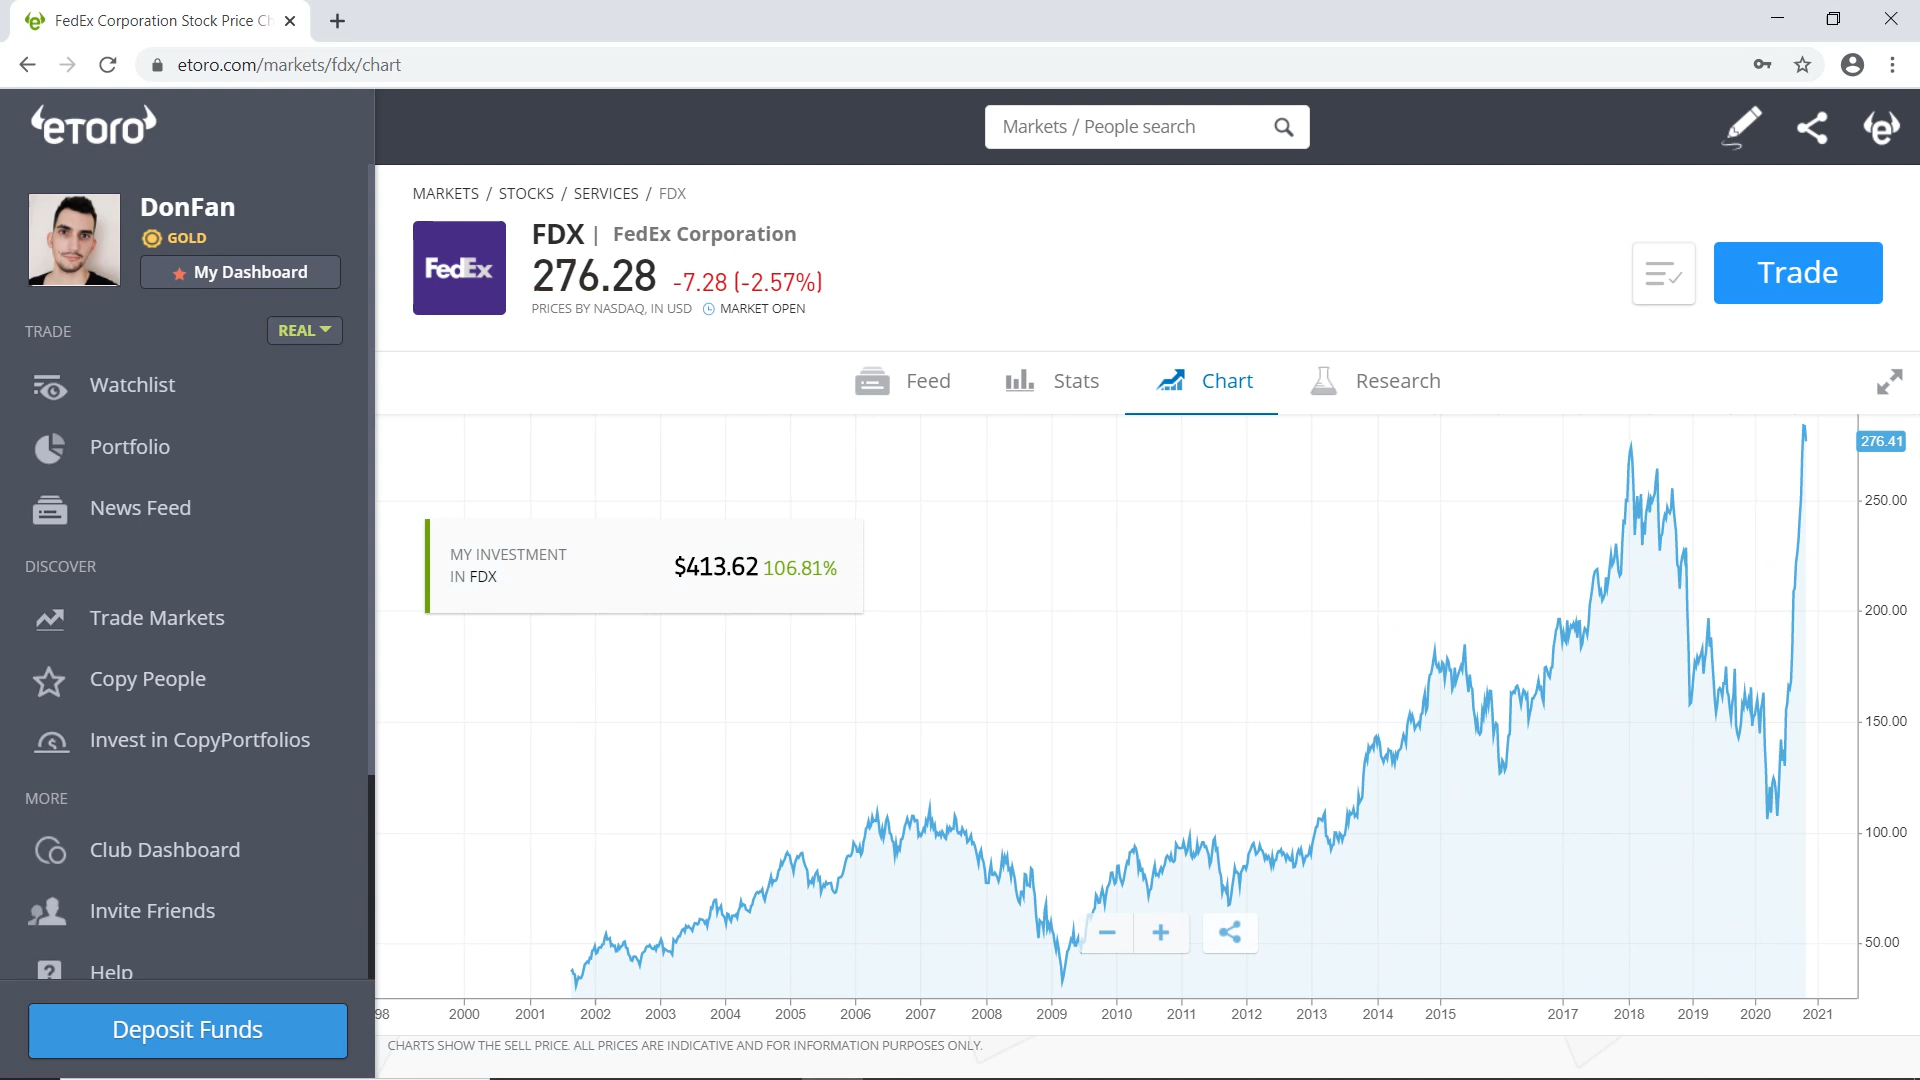 FedEx Corporation Stock Price Ch
etoro.com/markets/fdx/chart
eToro
Markets / People search
DonFan
GOLD
My Dashboard
TRADE
REAL
Watchlist
Portfolio
News Feed
DISCOVER
Trade Markets
Copy People
Invest in CopyPortfolios
MORE
Club Dashboard
Invite Friends
Help
Deposit Funds
MARKETS / STOCKS / SERVICES / FDX
FedEx
FDX | FedEx Corporation
276.28 -7.28 (-2.57%)
PRICES BY NASDAQ, IN USD MARKET OPEN
Trade
Feed Stats Chart Research
MY INVESTMENT
IN FDX
$413.62 106.81%
276.41
250.00
200.00
150.00
100.00
50.00
98 2000 2001 2002 2003 2004 2005 2006 2007 2008 2009 2010 2011 2012 2013 2014 2015 2017 2018 2019 2020 2021
CHARTS SHOW THE SELL PRICE. ALL PRICES ARE INDICATIVE AND FOR INFORMATION PURPOSES ONLY.